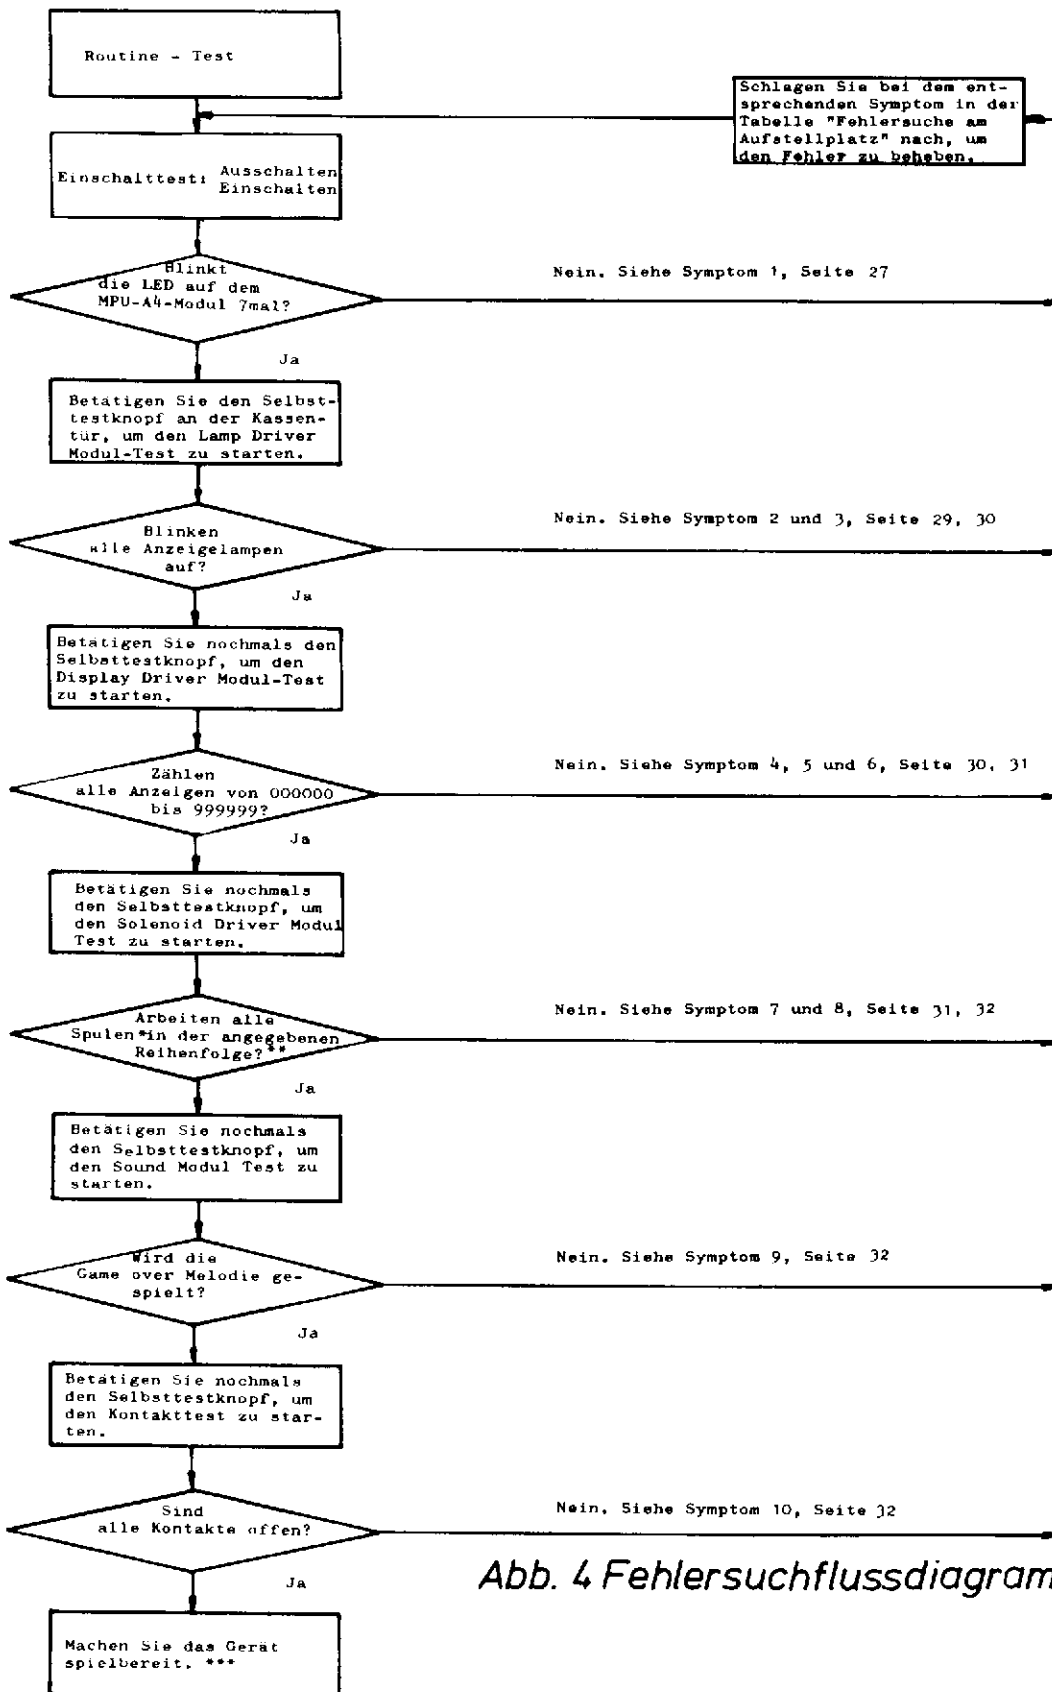 Routine - Test
Schlagen Sie bei dem ent-
sprechenden Symptom in der
Tabelle "Fehlersuche am
Aufstellplatz" nach, um
den Fehler zu beheben.
Einschalttest: Ausschalten
Einschalten
Blinkt
die LED auf dem
MPU-A4-Modul 7mal?
Nein. Siehe Symptom 1, Seite 27
Ja
Betätigen Sie den Selbst-
testknopf an der Kassen-
tür, um den Lamp Driver
Modul-Test zu starten.
Blinken
alle Anzeigelampen
auf?
Nein. Siehe Symptom 2 und 3, Seite 29, 30
Ja
Betätigen Sie nochmals den
Selbsttestknopf, um den
Display Driver Modul-Test
zu starten.
Zählen
alle Anzeigen von 000000
bis 999999?
Nein. Siehe Symptom 4, 5 und 6, Seite 30, 31
Ja
Betätigen Sie nochmals
den Selbsttestknopf, um
den Solenoid Driver Modul
Test zu starten.
Arbeiten alle
Spulen*in der angegebenen
Reihenfolge?**
Nein. Siehe Symptom 7 und 8, Seite 31, 32
Ja
Betätigen Sie nochmals
den Selbsttestknopf, um
den Sound Modul Test zu
starten.
Wird die
Game over Melodie ge-
spielt?
Nein. Siehe Symptom 9, Seite 32
Ja
Betätigen Sie nochmals
den Selbsttestknopf, um
den Kontakttest zu star-
ten.
Sind
alle Kontakte offen?
Nein. Siehe Symptom 10, Seite 32
Ja
Abb. 4 Fehlersuchflussdiagram
Machen Sie das Gerät
spielbereit. ***